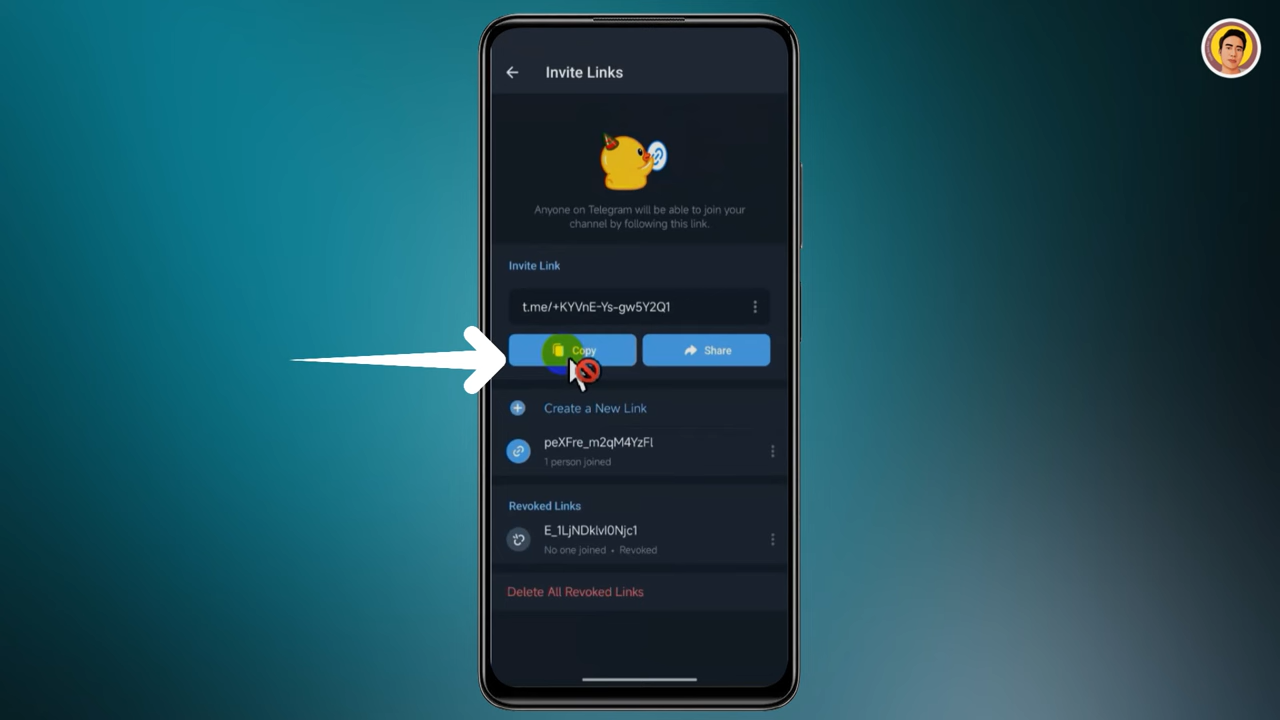 Invite Links
Anyone on Telegram will be able to join your
channel by following this link.
Invite Link
t.me/+KYVnE-Ys-gw5Y2Q1
Copy
Share
Create a New Link
peXFre_m2qM4YzFl
1 person joined
Revoked Links
E_1LjNDklvl0Njc1
No one joined • Revoked
Delete All Revoked Links